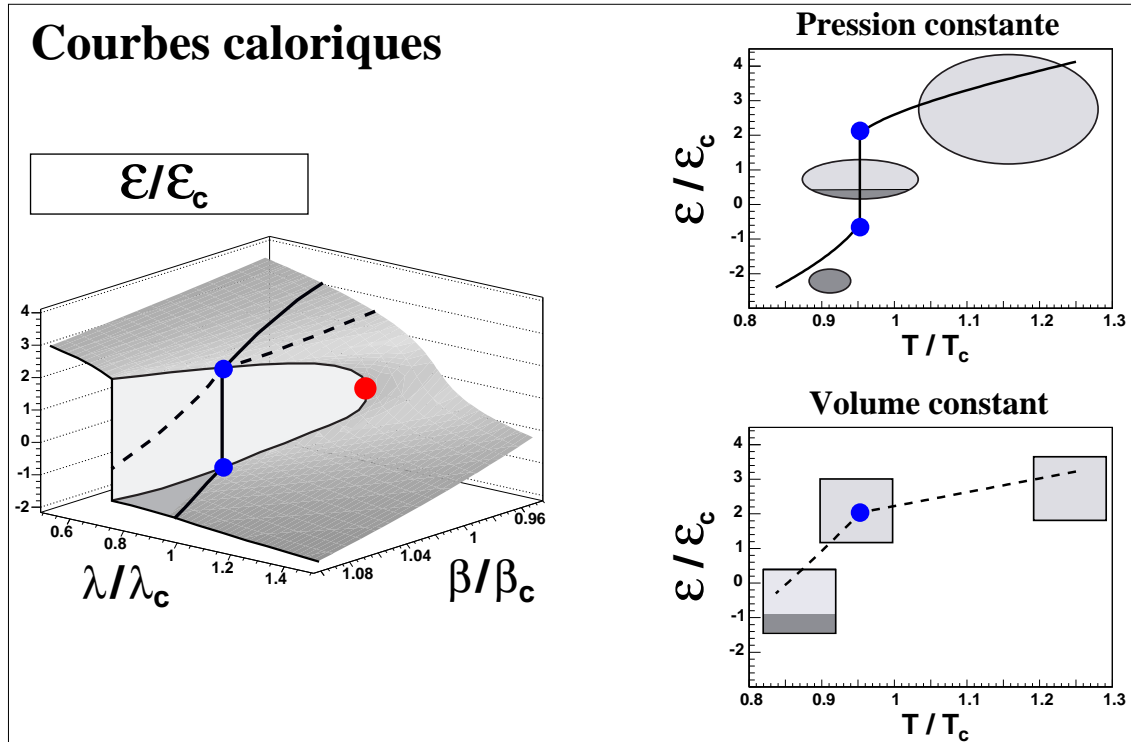 Courbes caloriques
ε/εc
4
3
2
1
0
-1
-2
0.6
0.8
1
1.2
1.4
λ/λc
1.08
1.04
1
0.96
β/βc
Pression constante
ε / εc
4
3
2
1
0
-1
-2
0.8 0.9 1 1.1 1.2 1.3
T / Tc
Volume constant
ε / εc
4
3
2
1
0
-1
-2
0.8 0.9 1 1.1 1.2 1.3
T / Tc